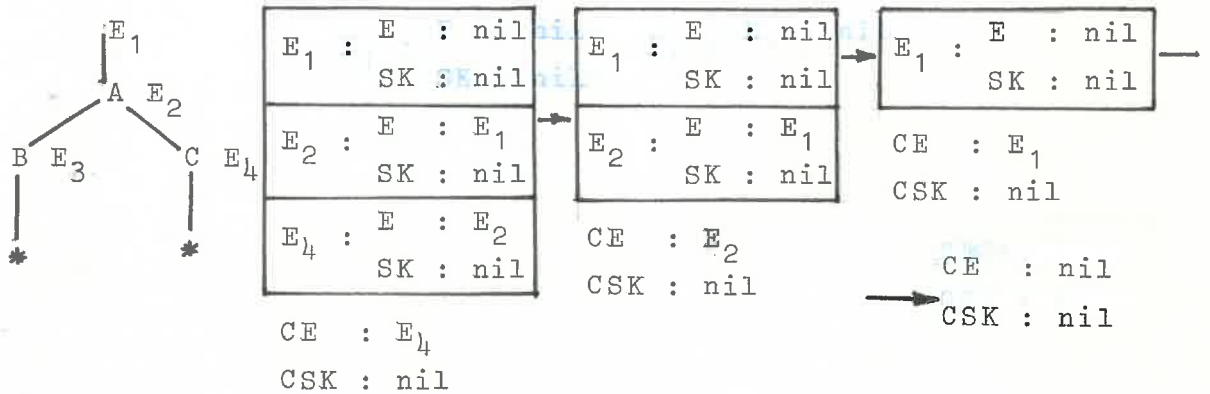 E1
A E2
B E3 C E4
* *
E1 : E : nil
SK : nil
E2 : E : E1
SK : nil
E4 : E : E2
SK : nil
CE : E4
CSK : nil
E1 : E : nil
SK : nil
E2 : E : E1
SK : nil
CE : E2
CSK : nil
E1 : E : nil
SK : nil
CE : E1
CSK : nil
CE : nil
CSK : nil